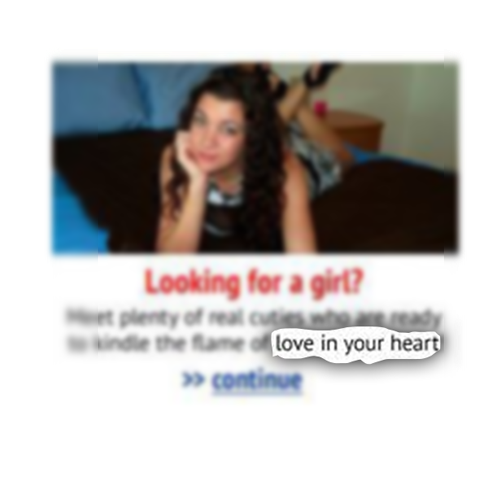 Looking for a girl?
Meet plenty of real cuties who are ready
to kindle the flame of love in your heart
>> continue